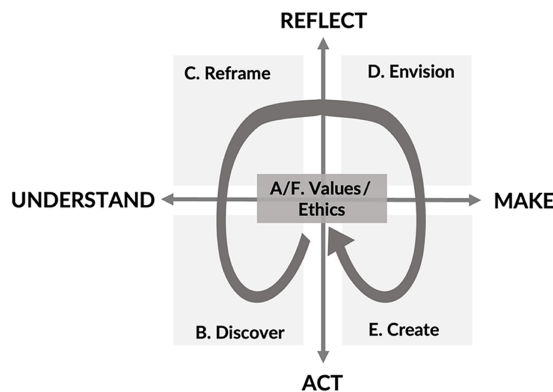 REFLECT
C. Reframe
D. Envision
A/F. Values/
Ethics
UNDERSTAND
MAKE
B. Discover
E. Create
ACT